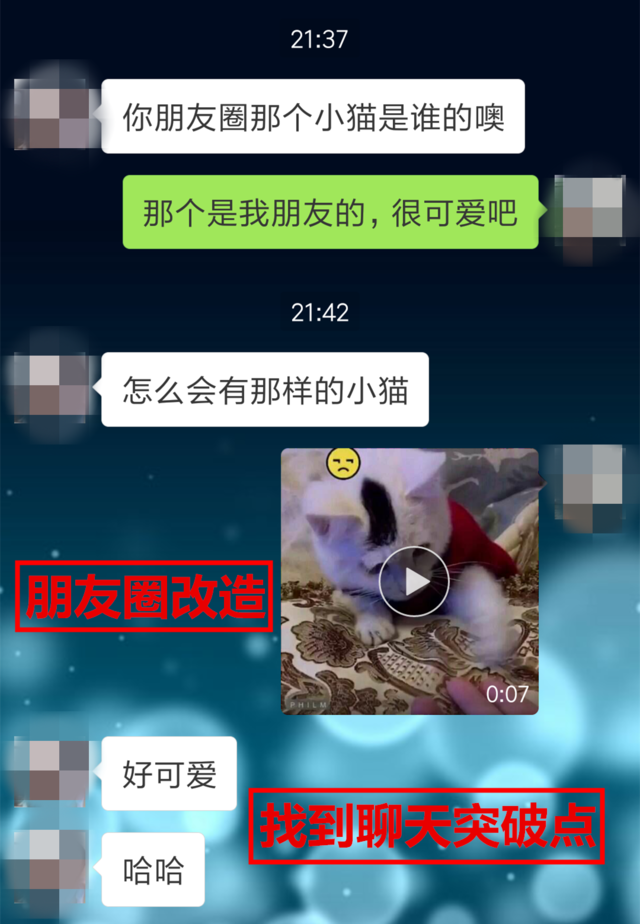 21:37
你朋友圈那个小猫是谁的噢
那个是我朋友的，很可爱吧
21:42
怎么会有那样的小猫
朋友圈改造
PHILM
0:07
好可爱
找到聊天突破点
哈哈